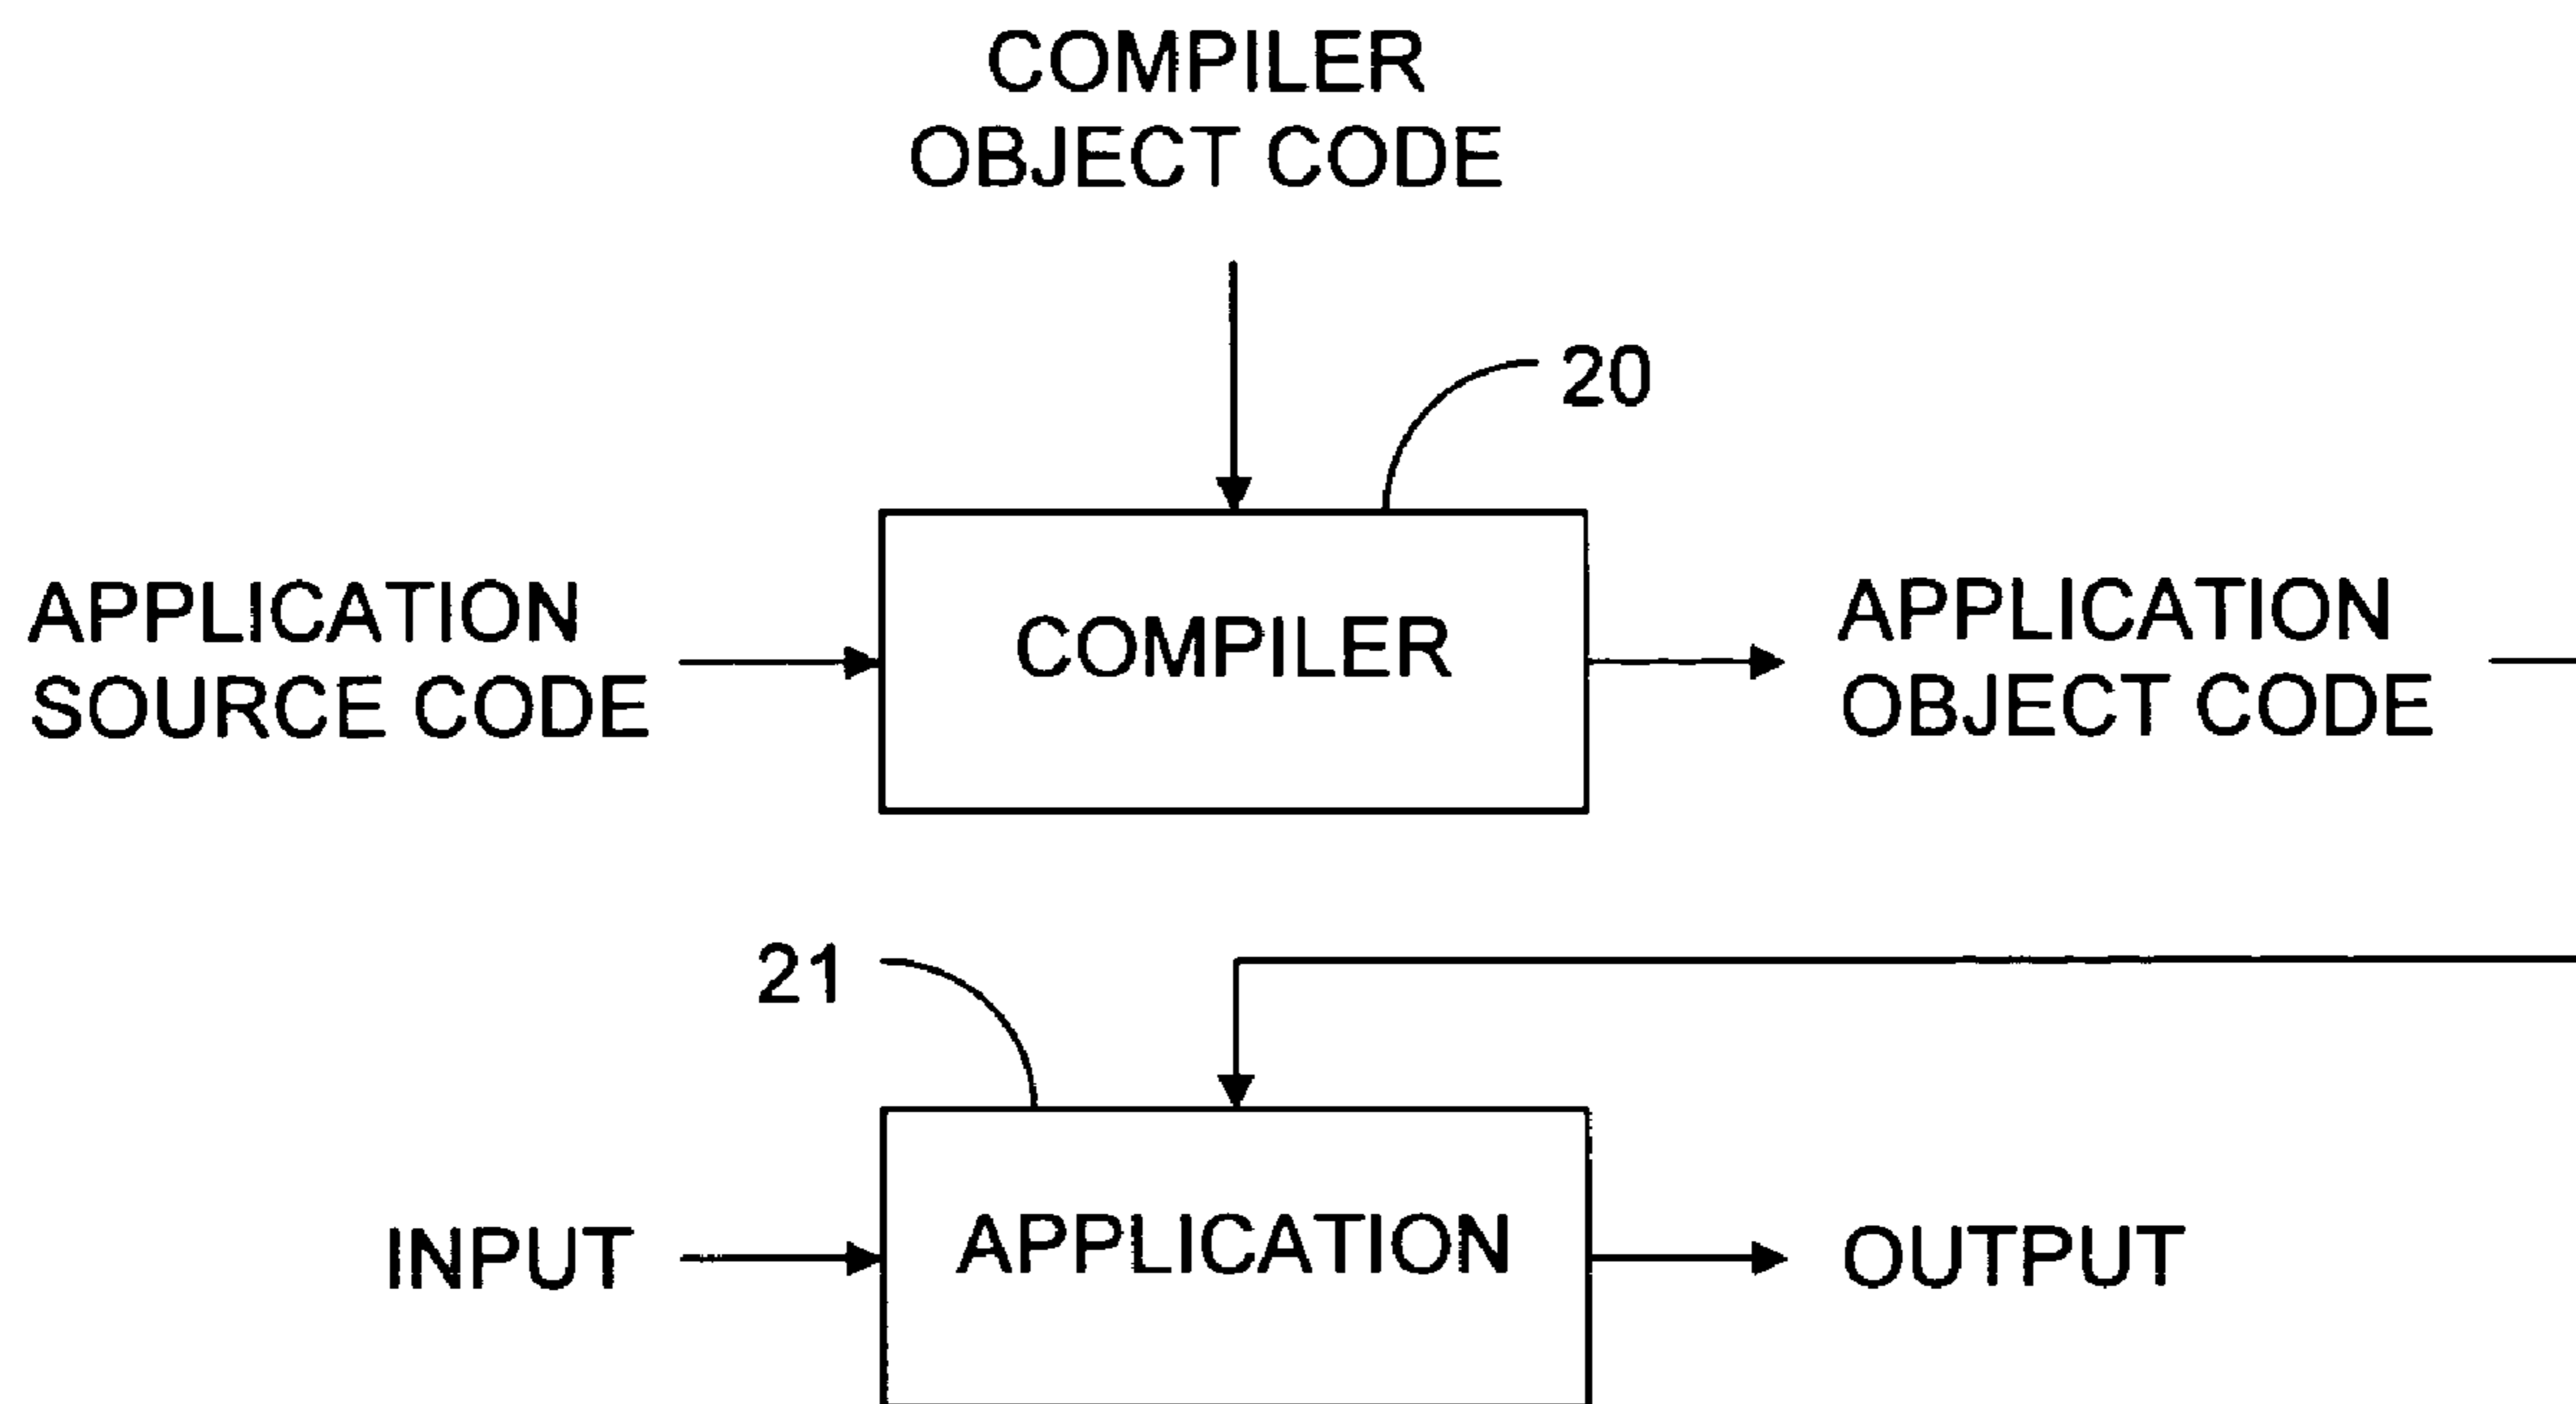 COMPILER
OBJECT CODE
20
APPLICATION
SOURCE CODE
COMPILER
APPLICATION
OBJECT CODE
21
INPUT
APPLICATION
OUTPUT